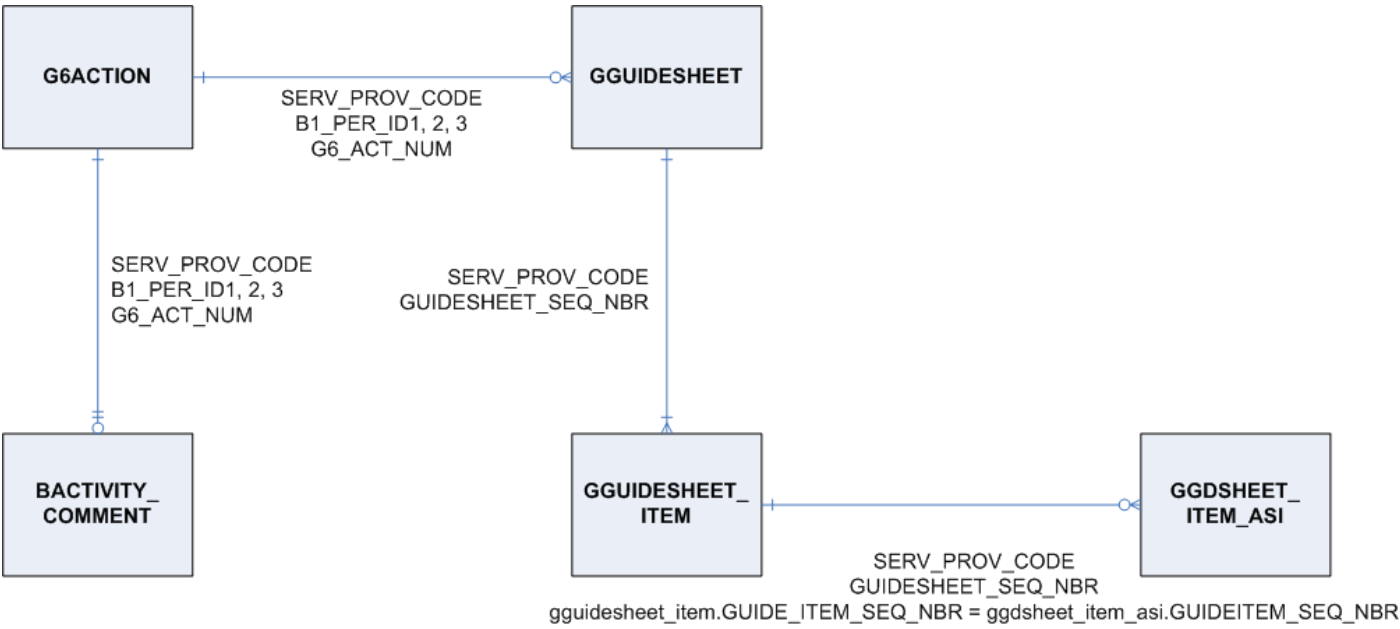 G6ACTION
GGUIDESHEET
SERV_PROV_CODE
B1_PER_ID1, 2, 3
G6_ACT_NUM
SERV_PROV_CODE
B1_PER_ID1, 2, 3
G6_ACT_NUM
SERV_PROV_CODE
GUIDESHEET_SEQ_NBR
BACTIVITY_
COMMENT
GGUIDESHEET_
ITEM
GGDSHEET_
ITEM_ASI
SERV_PROV_CODE
GUIDESHEET_SEQ_NBR
gguidesheet_item.GUIDE_ITEM_SEQ_NBR = ggdsheet_item_asi.GUIDEITEM_SEQ_NBR